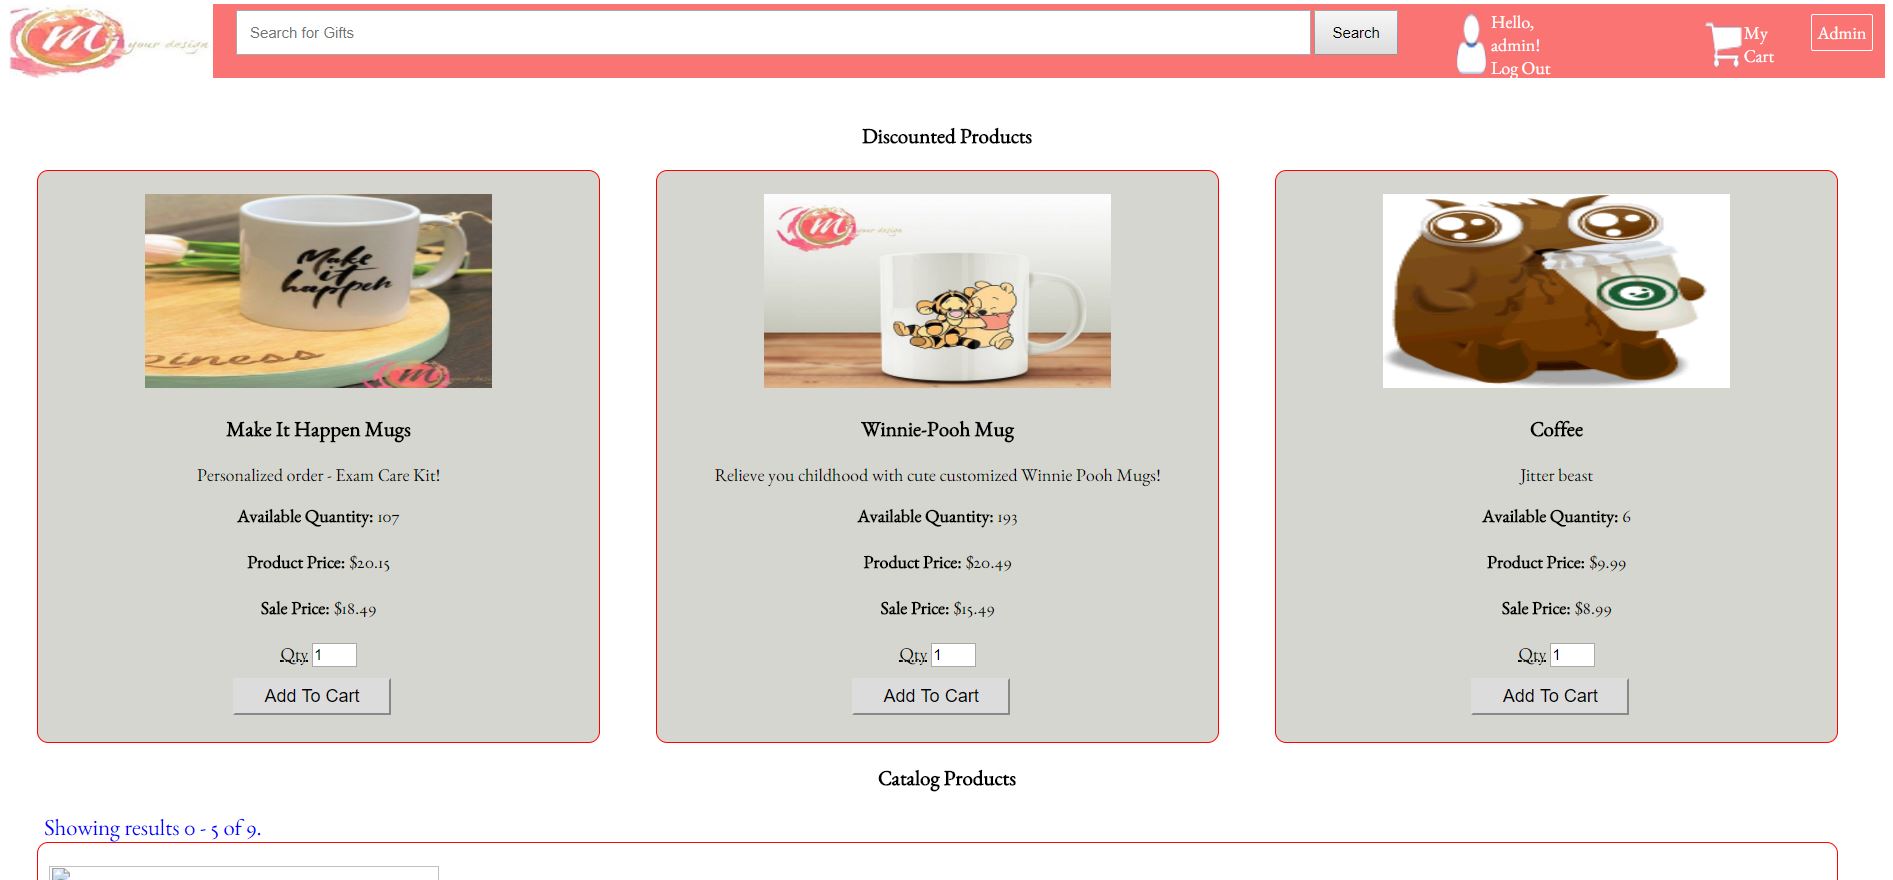 m your design
Search for Gifts
Search
Hello,
admin!
Log Out
My
Cart
Admin
Discounted Products
Make
it
happen
piness
m
m your design
Make It Happen Mugs
Personalized order - Exam Care Kit!
Available Quantity: 107
Product Price: $20.15
Sale Price: $18.49
Qty 1
Add To Cart
Winnie-Pooh Mug
Relieve you childhood with cute customized Winnie Pooh Mugs!
Available Quantity: 193
Product Price: $20.49
Sale Price: $15.49
Qty 1
Add To Cart
Coffee
Jitter beast
Available Quantity: 6
Product Price: $9.99
Sale Price: $8.99
Qty 1
Add To Cart
Catalog Products
Showing results 0 - 5 of 9.